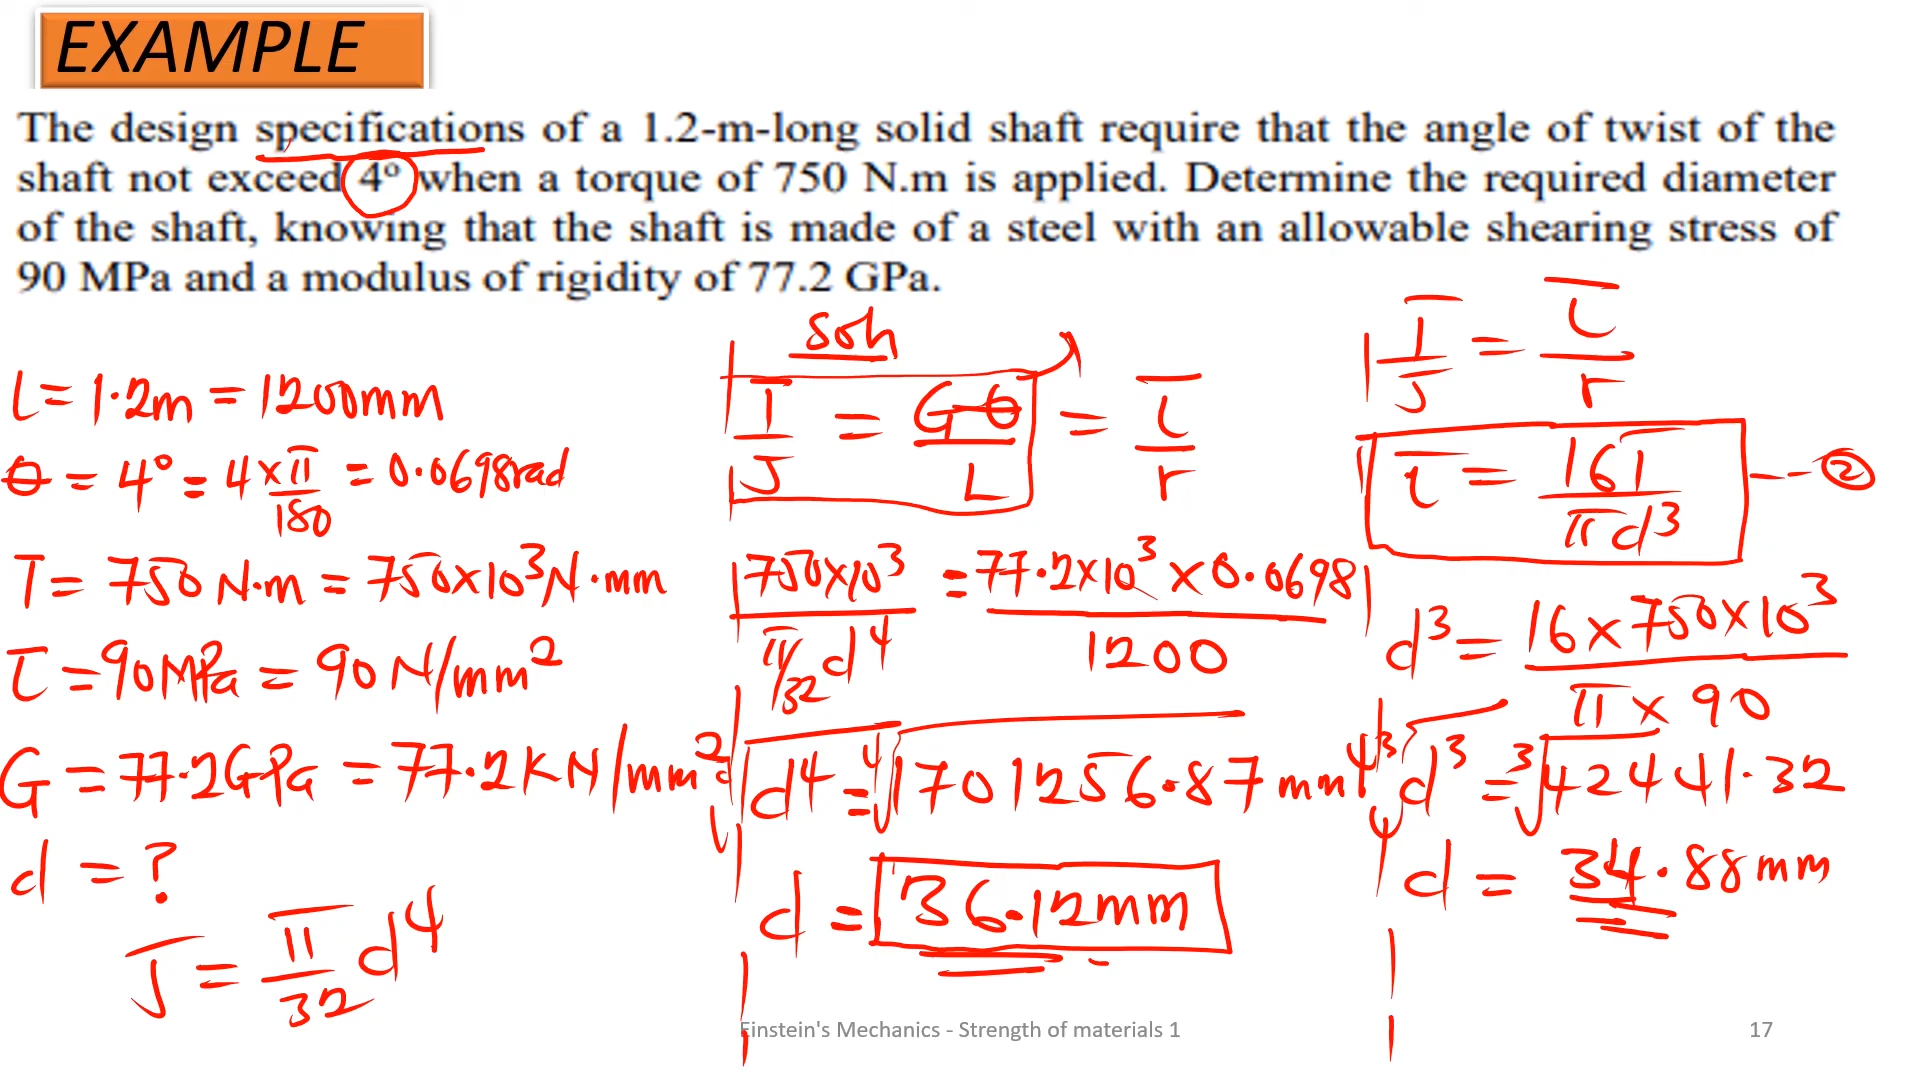 EXAMPLE
The design specifications of a 1.2-m-long solid shaft require that the angle of twist of the
shaft not exceed 4° when a torque of 750 N.m is applied. Determine the required diameter
of the shaft, knowing that the shaft is made of a steel with an allowable shearing stress of
90 MPa and a modulus of rigidity of 77.2 GPa.
L = 1.2m = 1200mm
θ = 4° = 4 × π/180 = 0.0698rad
T = 750 N.m = 750×10³N.mm
τ = 90MPa = 90 N/mm²
G = 77.2GPa = 77.2KN/mm²
d = ?
J = π/32 d⁴
soln
T/J = Gθ/L = τ/r
750×10³ / π/32 d⁴ = 77.2×10³ × 0.0698 / 1200
⁴√d⁴ = ⁴√1701256.87 mm⁴
d = 36.12mm
T/J = τ/r
τ = 16T/πd³ --- ②
d³ = 16 × 750×10³ / π × 90
³√d³ = ³√42441.32
d = 34.88mm
Einstein's Mechanics - Strength of materials 1
17